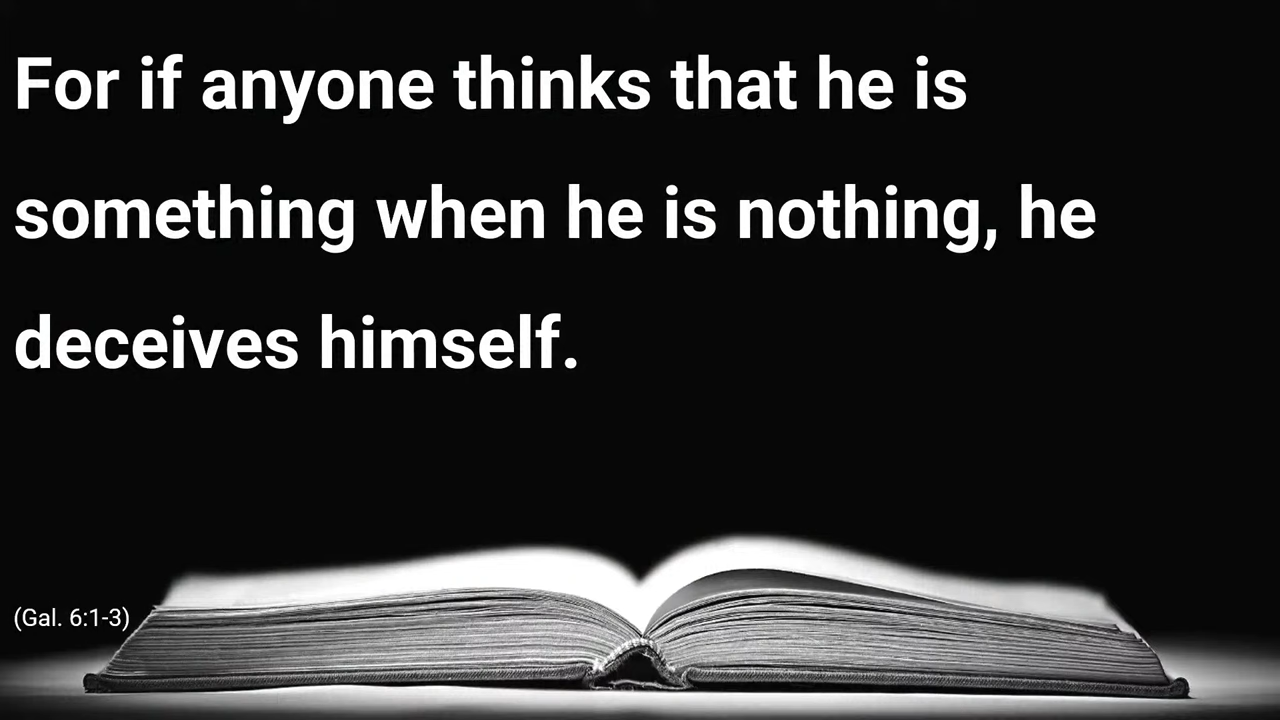 For if anyone thinks that he is
something when he is nothing, he
deceives himself.
(Gal. 6:1-3)